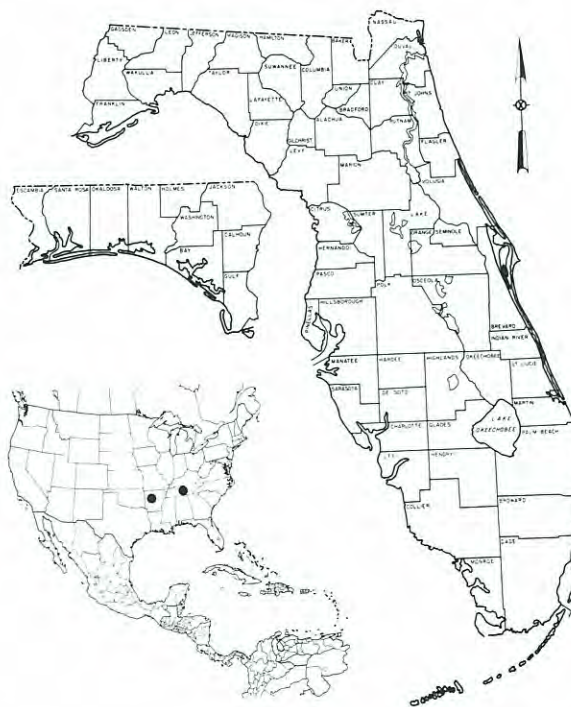 NASSAU
GADSDEN
LEON
JEFFERSON
MADISON
HAMILTON
BAKER
DUVAL
LIBERTY
WAKULLA
TAYLOR
SUWANNEE
COLUMBIA
UNION
CLAY
ST JOHNS
FRANKLIN
LAFAYETTE
BRADFORD
PUTNAM
DIXIE
GILCHRIST
ALACHUA
FLAGLER
LEVY
MARION
VOLUSIA
ESCAMBIA
SANTA ROSA
OKALOOSA
WALTON
HOLMES
JACKSON
WASHINGTON
CALHOUN
BAY
GULF
CITRUS
SUMTER
LAKE
ORANGE
SEMINOLE
HERNANDO
PASCO
POLK
OSCEOLA
HILLSBOROUGH
PINELLAS
BREVARD
INDIAN RIVER
MANATEE
HARDEE
HIGHLANDS
OKEECHOBEE
ST LUCIE
SARASOTA
DE SOTO
MARTIN
CHARLOTTE
GLADES
LAKE
OKEECHOBEE
PALM BEACH
LEE
HENDRY
COLLIER
BROWARD
MONROE
DADE